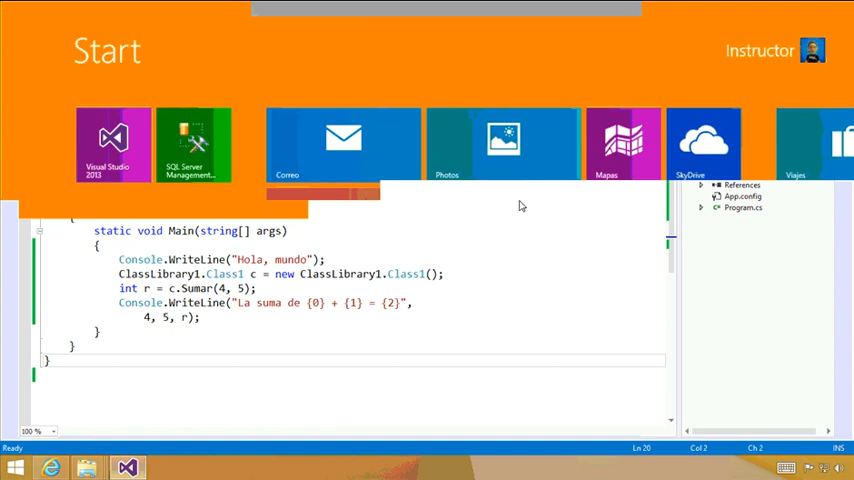 Start
Instructor
Visual Studio
2013
SQL Server
Management...
Correo
Photos
Mapas
SkyDrive
Viajes
References
App.config
Program.cs
{
static void Main(string[] args)
{
Console.WriteLine("Hola, mundo");
ClassLibrary1.Class1 c = new ClassLibrary1.Class1();
int r = c.Sumar(4, 5);
Console.WriteLine("La suma de {0} + {1} = {2}",
4, 5, r);
}
}
}
100 %
Ready
Ln 20
Col 2
Ch 2
INS